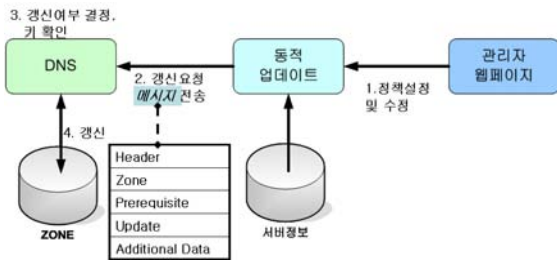 3. 갱신여부 결정,
키 확인
DNS
2. 갱신요청
메시지 전송
동적
업데이트
1.정책설정
및 수정
관리자
웹페이지
4. 갱신
ZONE
Header
Zone
Prerequisite
Update
Additional Data
서버정보